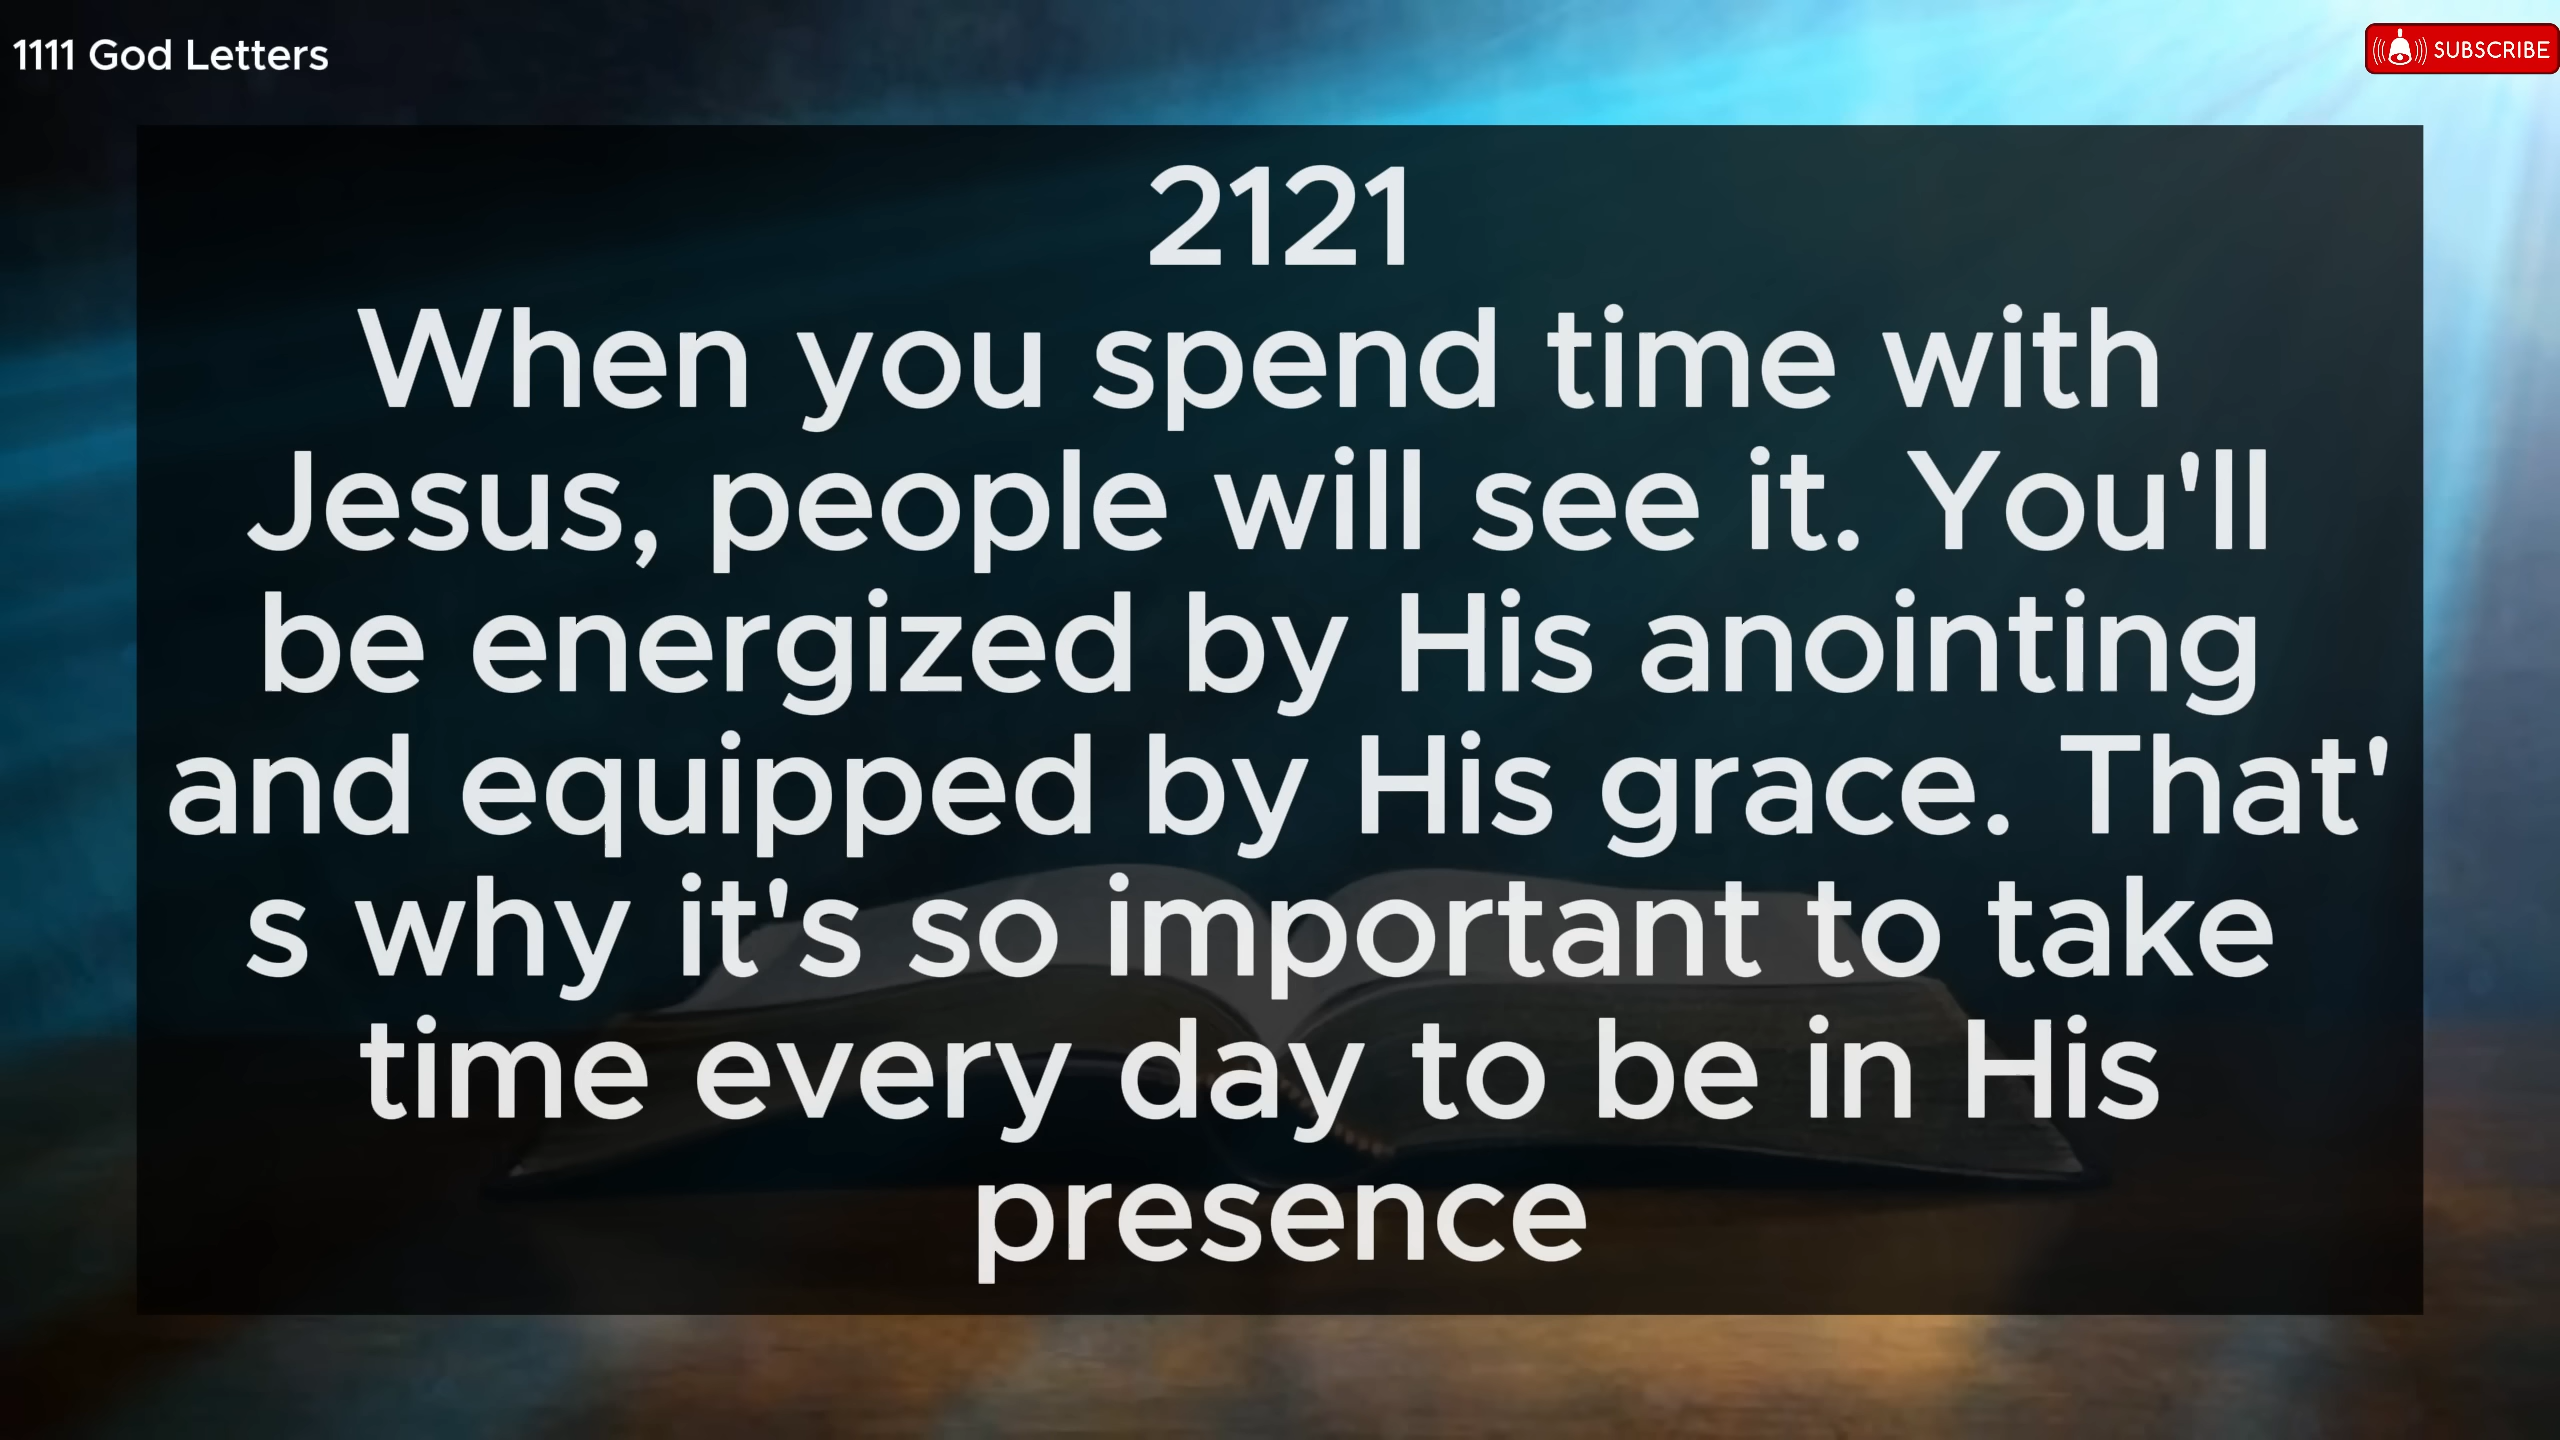 1111 God Letters
SUBSCRIBE
2121
When you spend time with
Jesus, people will see it. You'll
be energized by His anointing
and equipped by His grace. That'
s why it's so important to take
time every day to be in His
presence